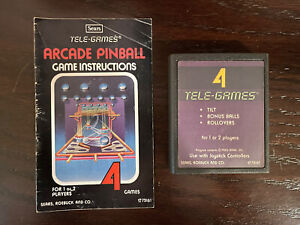 Sears
TELE-GAMES®
ARCADE PINBALL
GAME INSTRUCTIONS
FOR 1 or 2
PLAYERS
4
GAMES
SEARS, ROEBUCK AND CO.
4
TELE-GAMES®
• TILT
• BONUS BALLS
• ROLLOVERS
for 1 or 2 players
Use with Joystick Controllers
SEARS, ROEBUCK AND CO.